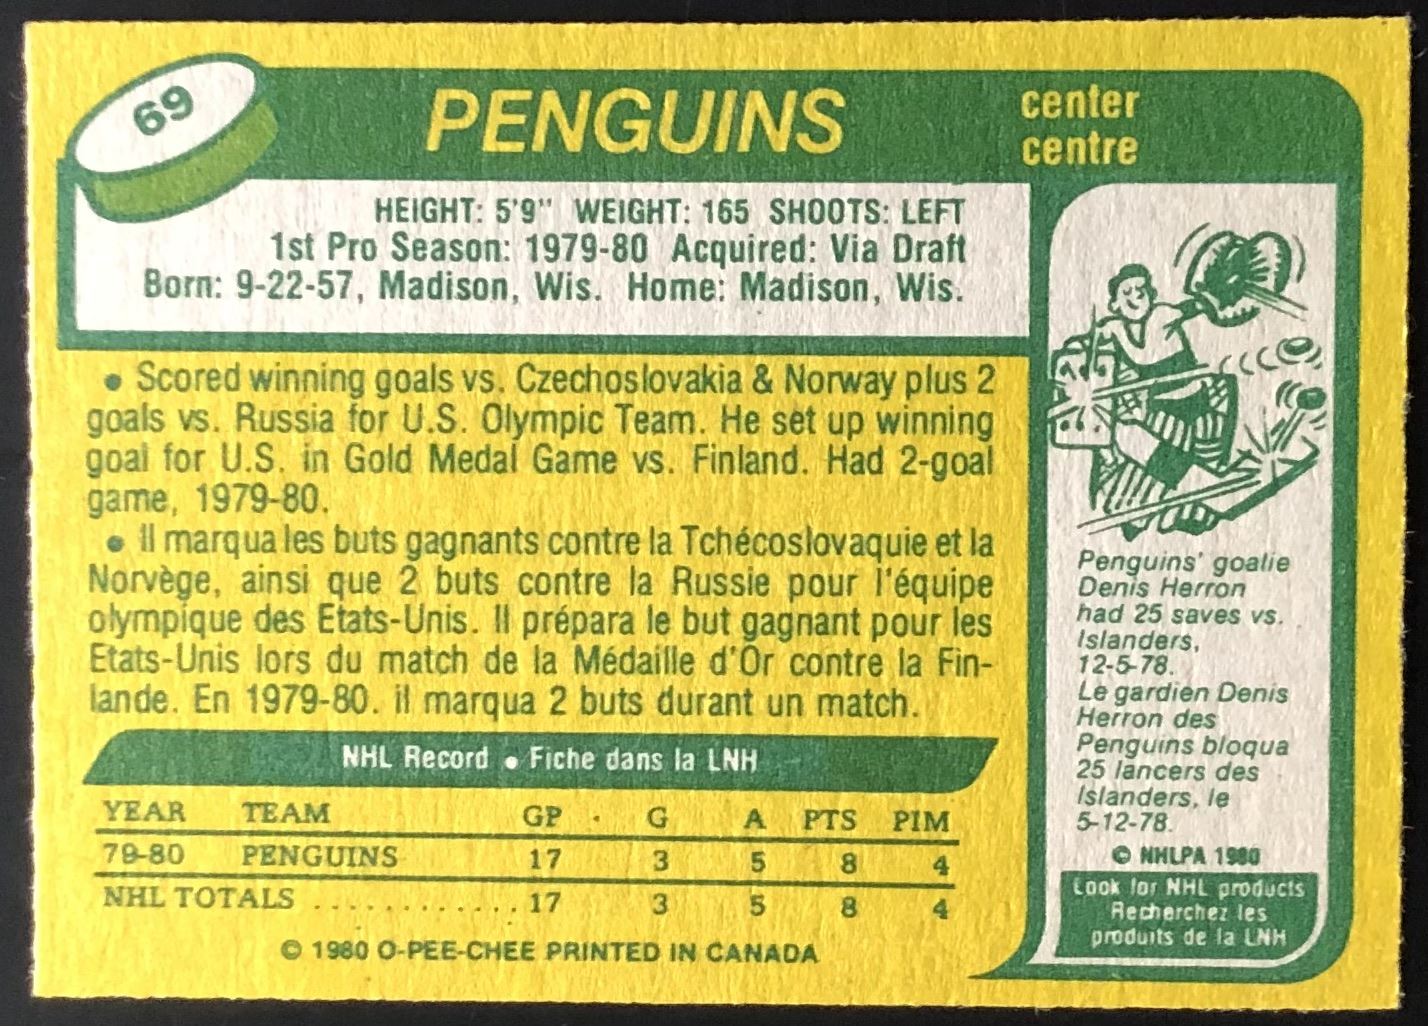 69
PENGUINS
center
centre
HEIGHT: 5'9" WEIGHT: 165 SHOOTS: LEFT
1st Pro Season: 1979-80 Acquired: Via Draft
Born: 9-22-57, Madison, Wis. Home: Madison, Wis.
• Scored winning goals vs. Czechoslovakia & Norway plus 2
goals vs. Russia for U.S. Olympic Team. He set up winning
goal for U.S. in Gold Medal Game vs. Finland. Had 2-goal
game, 1979-80.
• Il marqua les buts gagnants contre la Tchécoslovaquie et la
Norvège, ainsi que 2 buts contre la Russie pour l'équipe
olympique des Etats-Unis. Il prépara le but gagnant pour les
Etats-Unis lors du match de la Médaille d'Or contre la Fin-
lande. En 1979-80. il marqua 2 buts durant un match.
NHL Record • Fiche dans la LNH
YEAR TEAM GP G A PTS PIM
79-80 PENGUINS 17 3 5 8 4
NHL TOTALS ............ 17 3 5 8 4
© 1980 O-PEE-CHEE PRINTED IN CANADA
Penguins' goalie
Denis Herron
had 25 saves vs.
Islanders,
12-5-78.
Le gardien Denis
Herron des
Penguins bloqua
25 lancers des
Islanders, le
5-12-78.
© NHLPA 1980
Look for NHL products
Recherchez les
produits de la LNH